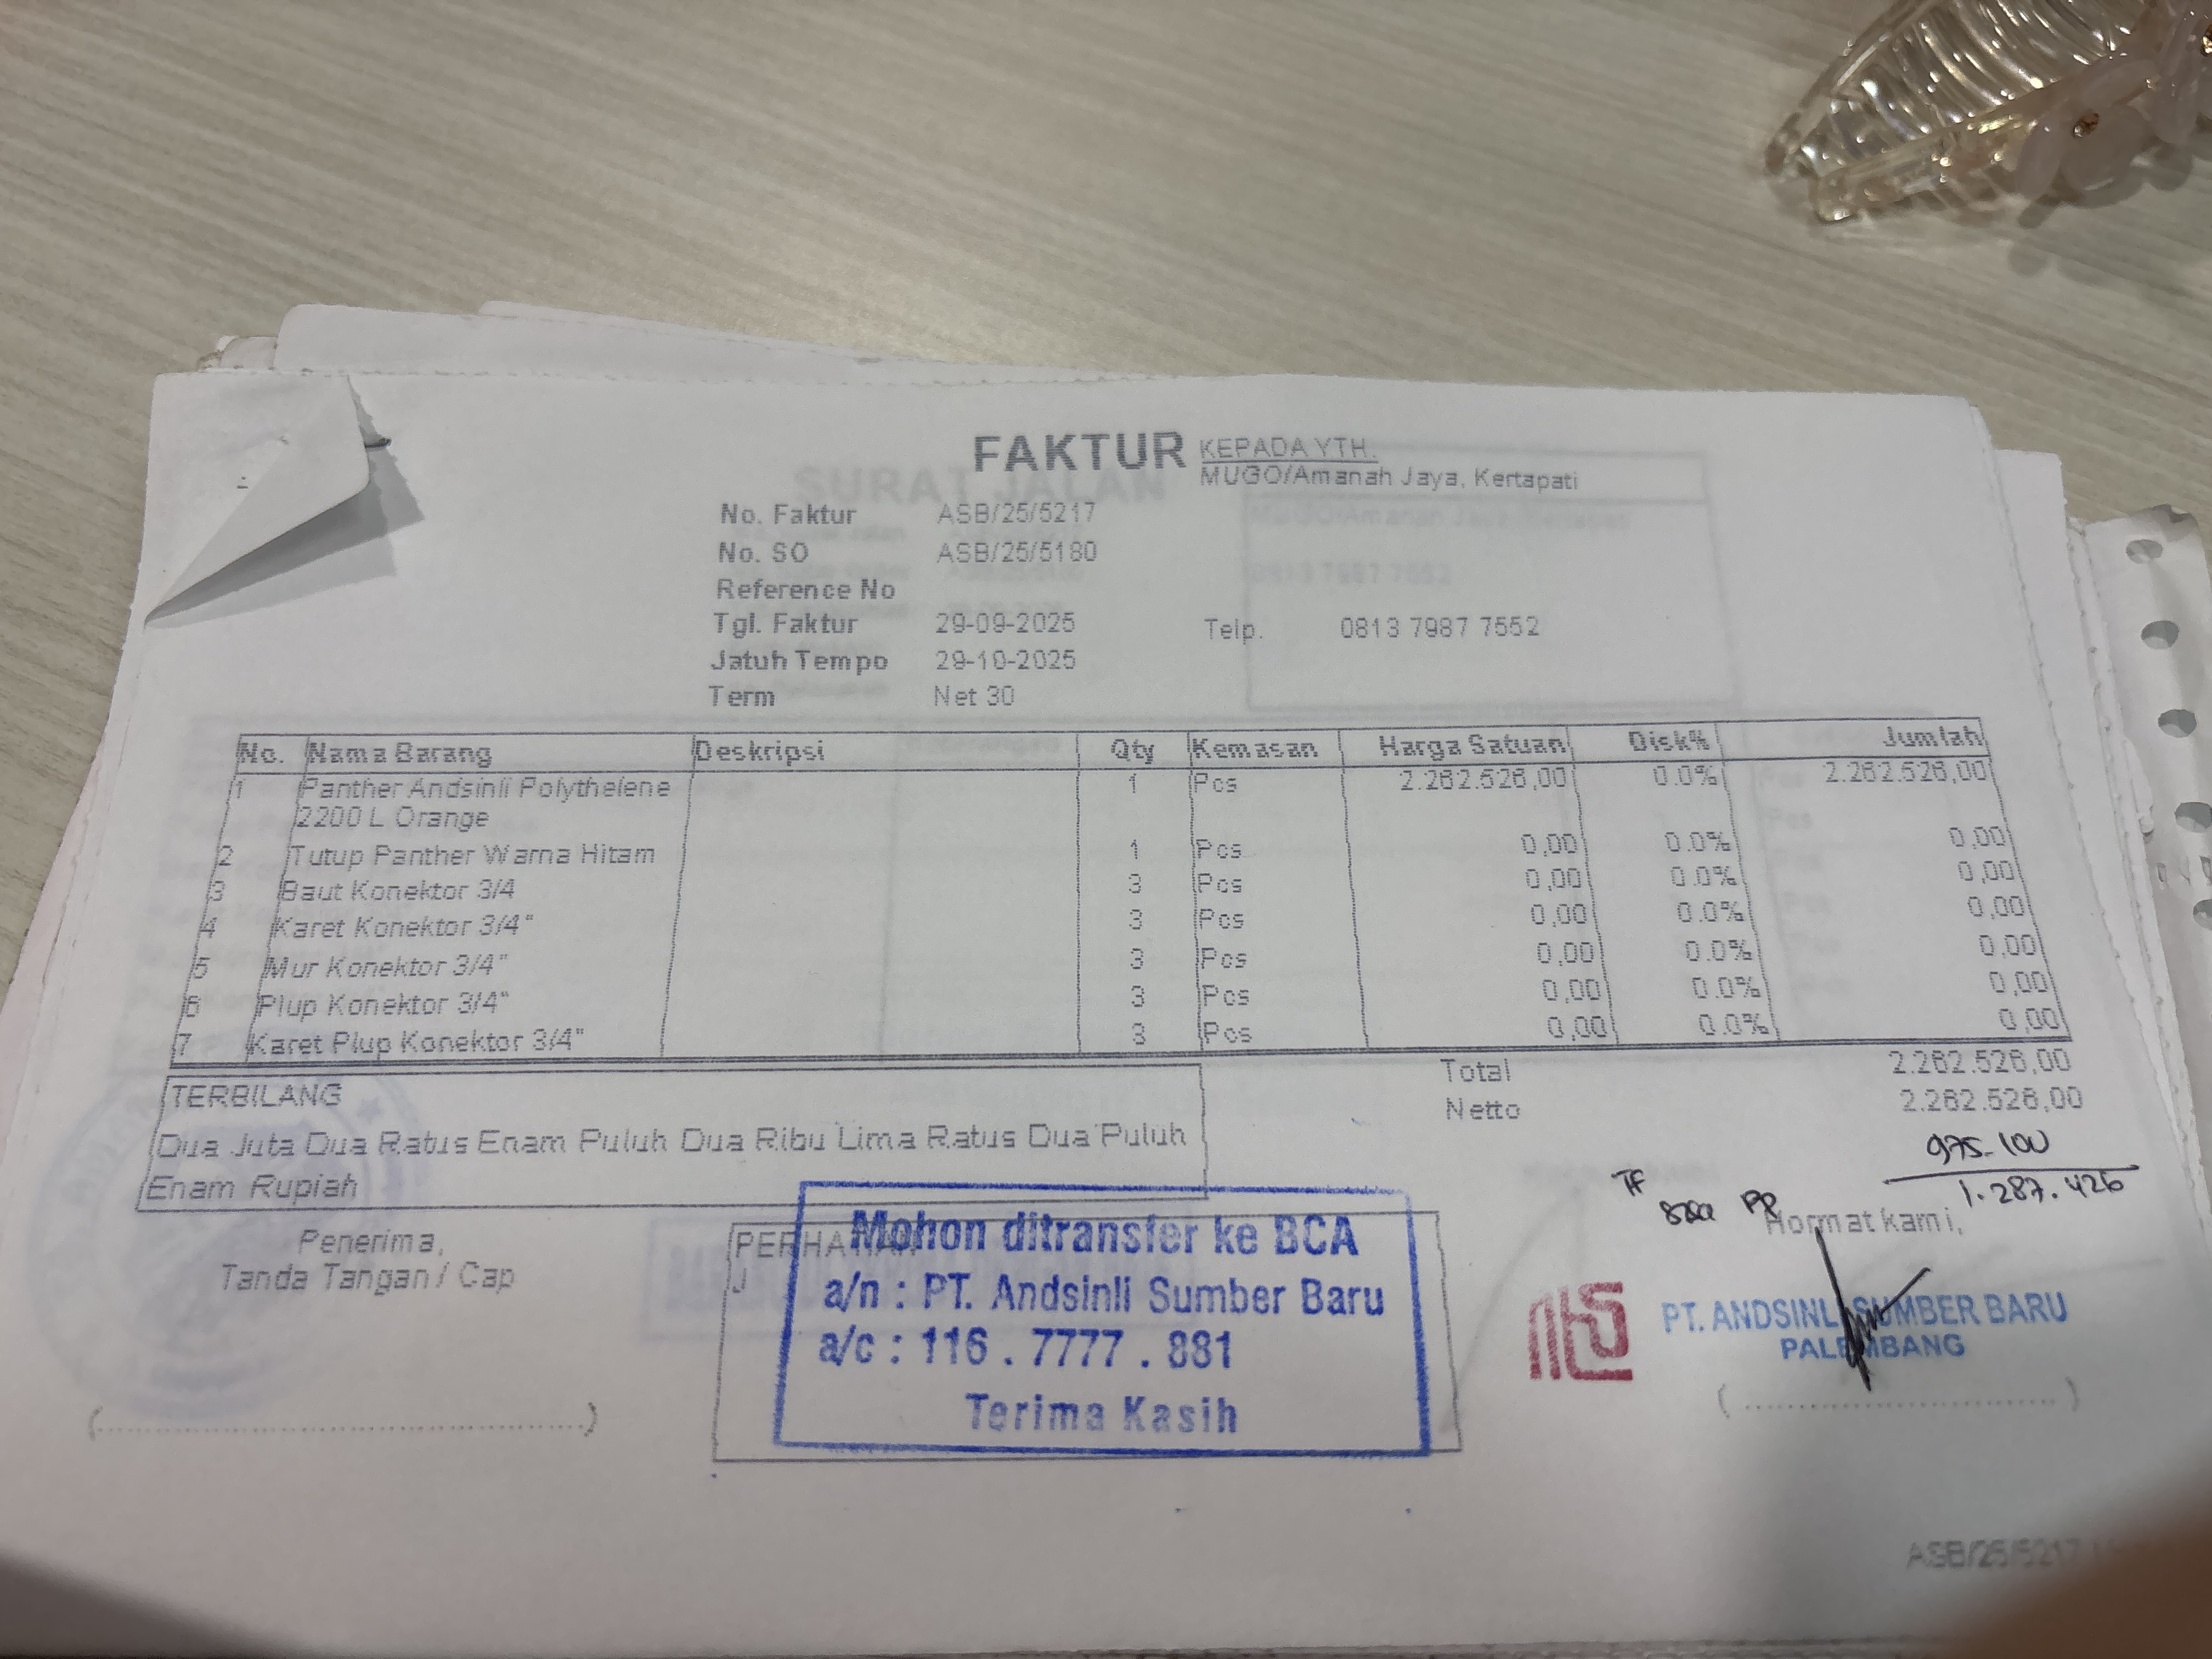 FAKTUR
KEPADA YTH.
MUGO/Amanah Jaya, Kertapati
SURAT JALAN
No. Faktur ASB/25/5217
No. SO ASB/25/5180
Reference No
Tgl. Faktur 29-09-2025
Telp. 0813 7987 7552
Jatuh Tempo 29-10-2025
Term Net 30
No. Nama Barang Deskripsi Qty Kemasan Harga Satuan Disk% Jumlah
1 Panther Andsinli Polythelene 1 Pcs 2.262.526,00 0.0% 2.262.526,00
2200 L Orange
2 Tutup Panther Warna Hitam 1 Pcs 0,00 0.0% 0,00
3 Baut Konektor 3/4 3 Pcs 0,00 0.0% 0,00
4 Karet Konektor 3/4" 3 Pcs 0,00 0.0% 0,00
5 Mur Konektor 3/4" 3 Pcs 0,00 0.0% 0,00
6 Plup Konektor 3/4" 3 Pcs 0,00 0.0% 0,00
7 Karet Plup Konektor 3/4" 3 Pcs 0,00 0.0% 0,00
Total 2.262.526,00
Netto 2.262.526,00
TERBILANG
Dua Juta Dua Ratus Enam Puluh Dua Ribu Lima Ratus Dua Puluh
Enam Rupiah
975.100
1.287.426
TF
Hormat kami,
Penerima,
Tanda Tangan / Cap
Mohon ditransfer ke BCA
a/n : PT. Andsinli Sumber Baru
a/c : 116 . 7777 . 881
Terima Kasih
PT. ANDSINLI SUMBER BARU
PALEMBANG
(..............................)
(..............................)
ASB/25/5217